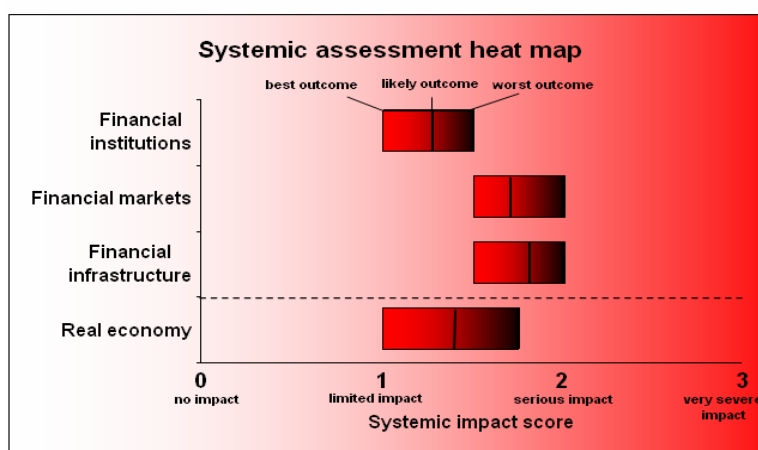 Systemic assessment heat map
best outcome
likely outcome
worst outcome
Financial
institutions
Financial markets
Financial
infrastructure
Real economy
0
1
2
3
no impact
limited impact
serious impact
very severe
impact
Systemic impact score